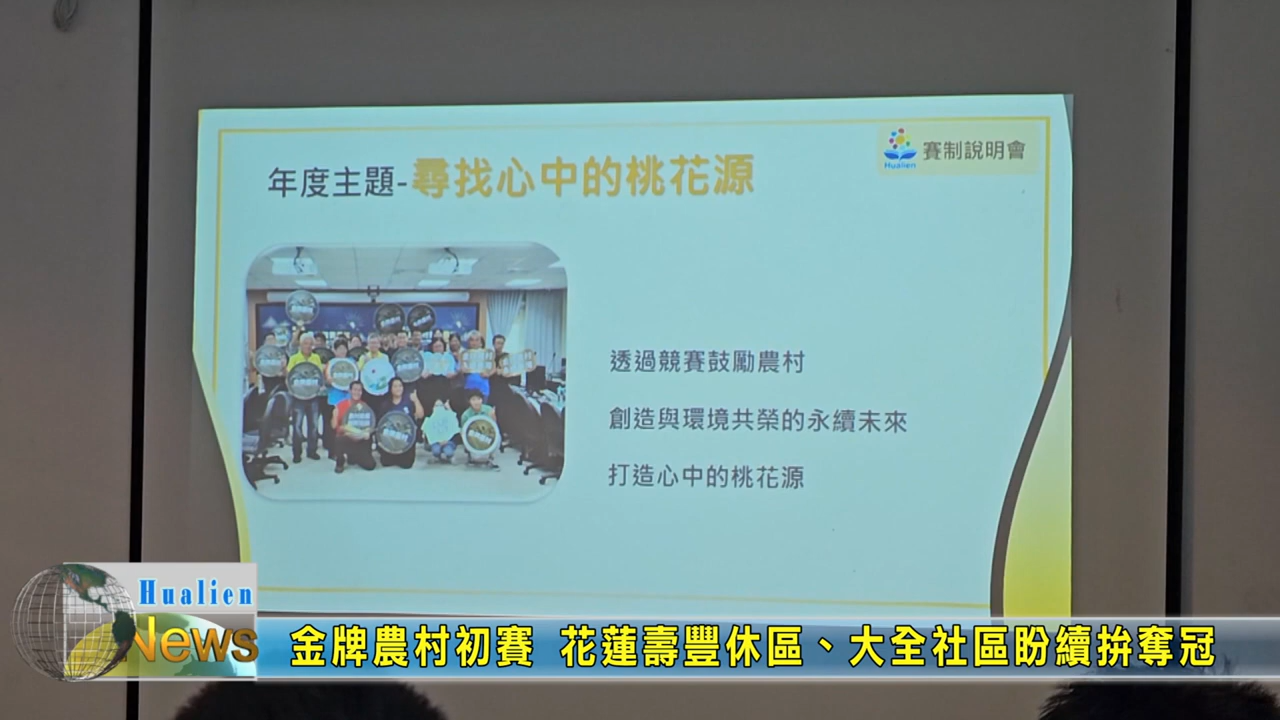 年度主題-尋找心中的桃花源
Hualien
賽制說明會
透過競賽鼓勵農村
創造與環境共榮的永續未來
打造心中的桃花源
Hualien
News
金牌農村初賽 花蓮壽豐休區、大全社區盼續拚奪冠